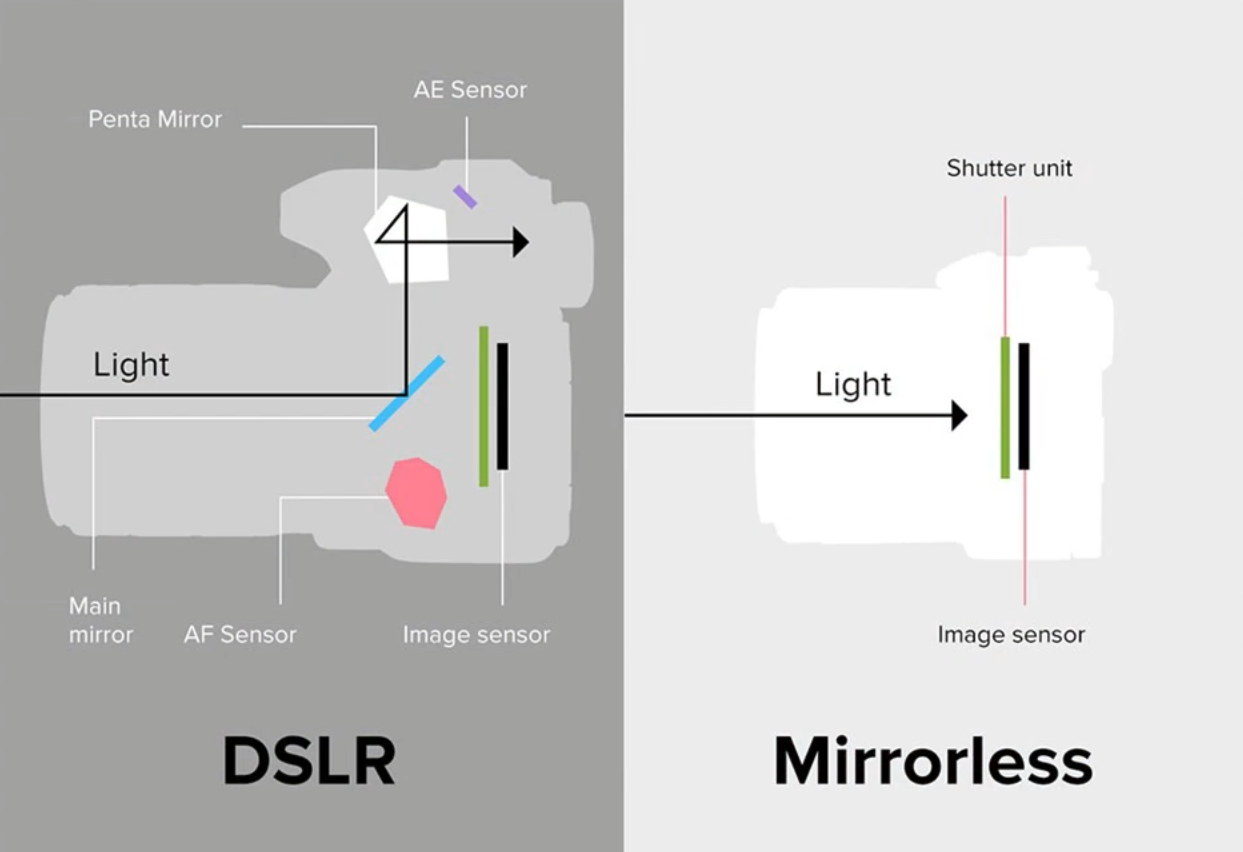 AE Sensor
Penta Mirror
Light
Main
mirror
AF Sensor
Image sensor
DSLR
Shutter unit
Light
Image sensor
Mirrorless